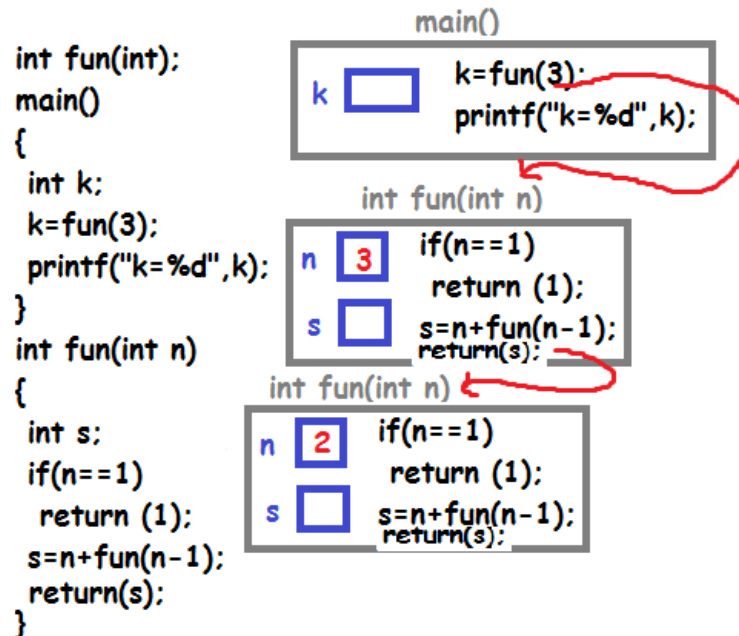 int fun(int);
main()
{
int k;
k=fun(3);
printf("k=%d",k);
}
int fun(int n)
{
int s;
if(n==1)
return (1);
s=n+fun(n-1);
return(s);
}
main()
k
k=fun(3);
printf("k=%d",k);
int fun(int n)
n 3
s
if(n==1)
return (1);
s=n+fun(n-1);
return(s);
int fun(int n)
n 2
s
if(n==1)
return (1);
s=n+fun(n-1);
return(s);